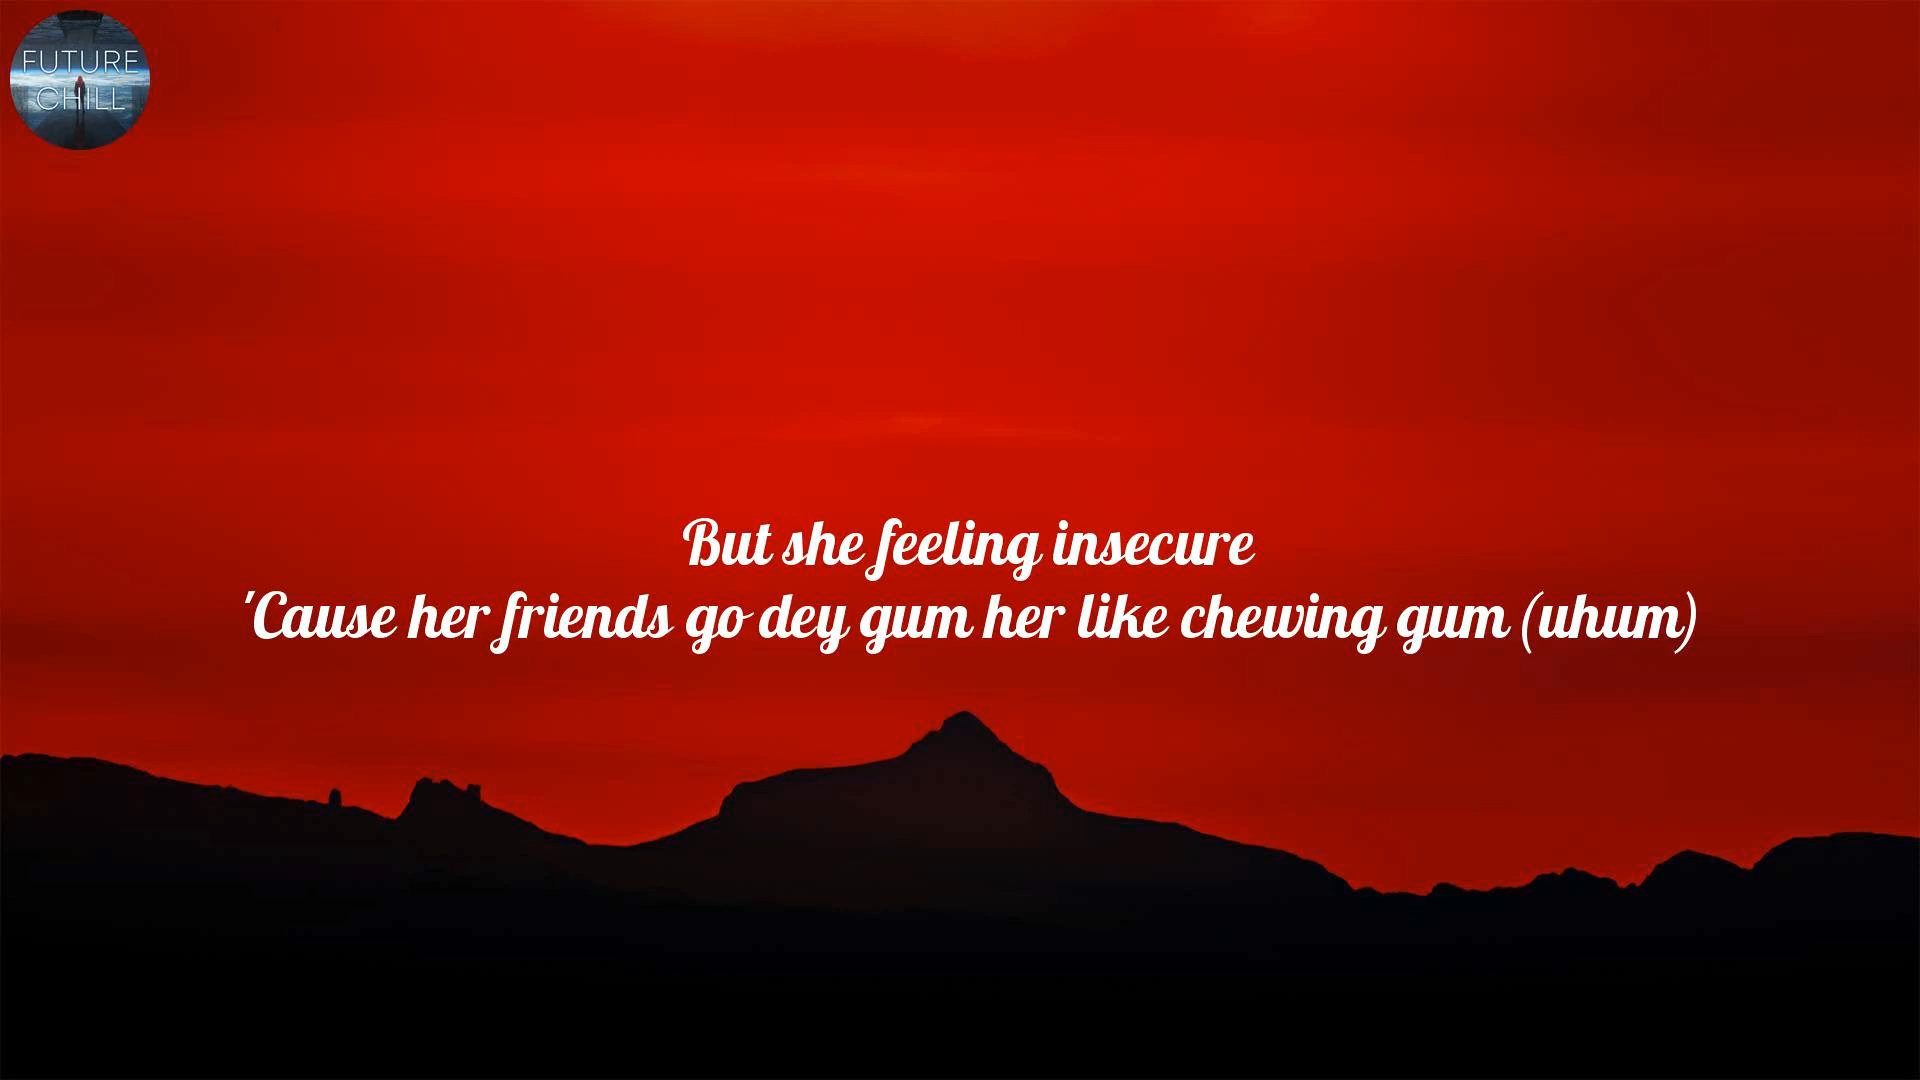 FUTURE
CHILL
But she feeling insecure
'Cause her friends go dey gum her like chewing gum (uhum)